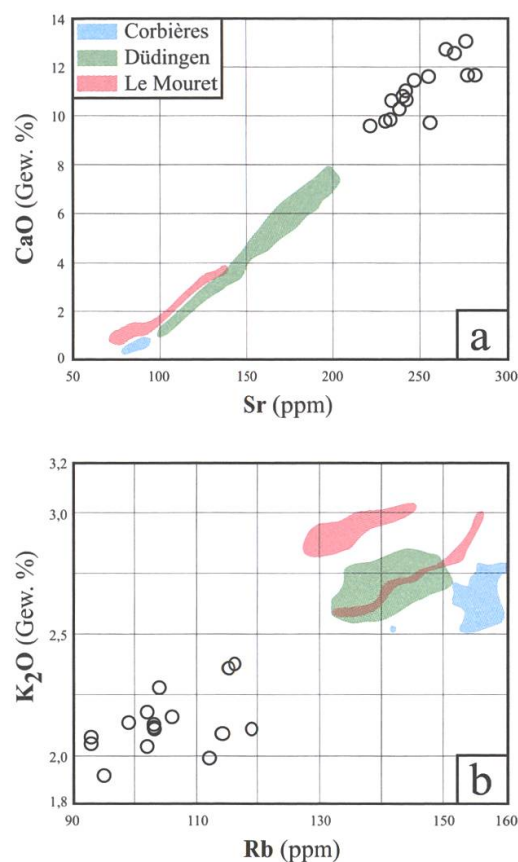 14
12
10
8
6
4
2
0
CaO (Gew. %)
Corbières
Düdingen
Le Mouret
a
50 100 150 200 250 300
Sr (ppm)
3,2
3,0
2,5
2,0
1,8
K₂O (Gew. %)
b
90 110 130 150 160
Rb (ppm)